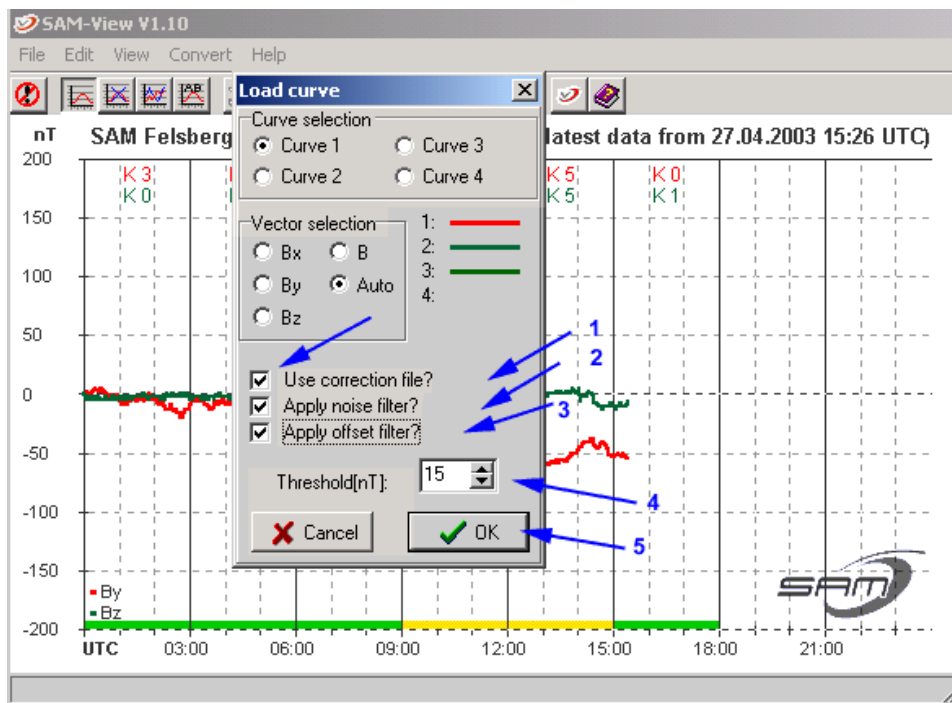 SAM-View V1.10
File Edit View Convert Help
Load curve
nT SAM Felsberg latest data from 27.04.2003 15:26 UTC)
Curve selection
Curve 1 Curve 3
Curve 2 Curve 4
200
K 3 K 5 K 0
K 0 K 5 K 1
150
Vector selection
Bx B
By Auto
Bz
1:
2:
3:
4:
100
50
1
2
3
Use correction file?
0
Apply noise filter?
Apply offset filter?
-50
Threshold[nT]: 15
4
-100
Cancel OK
5
-150
By
Bz
SAM
-200
UTC 03:00 06:00 09:00 12:00 15:00 18:00 21:00